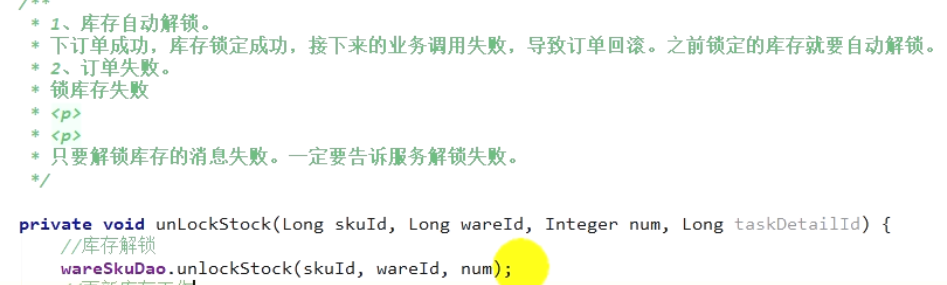 /**
* 1、库存自动解锁。
* 下订单成功，库存锁定成功，接下来的业务调用失败，导致订单回滚。之前锁定的库存就要自动解锁。
* 2、订单失败。
* 锁库存失败
* <p>
* <p>
* 只要解锁库存的消息失败。一定要告诉服务解锁失败。
*/
private void unLockStock(Long skuId, Long wareId, Integer num, Long taskDetailId) {
//库存解锁
wareSkuDao.unlockStock(skuId, wareId, num);
//更新库存工作